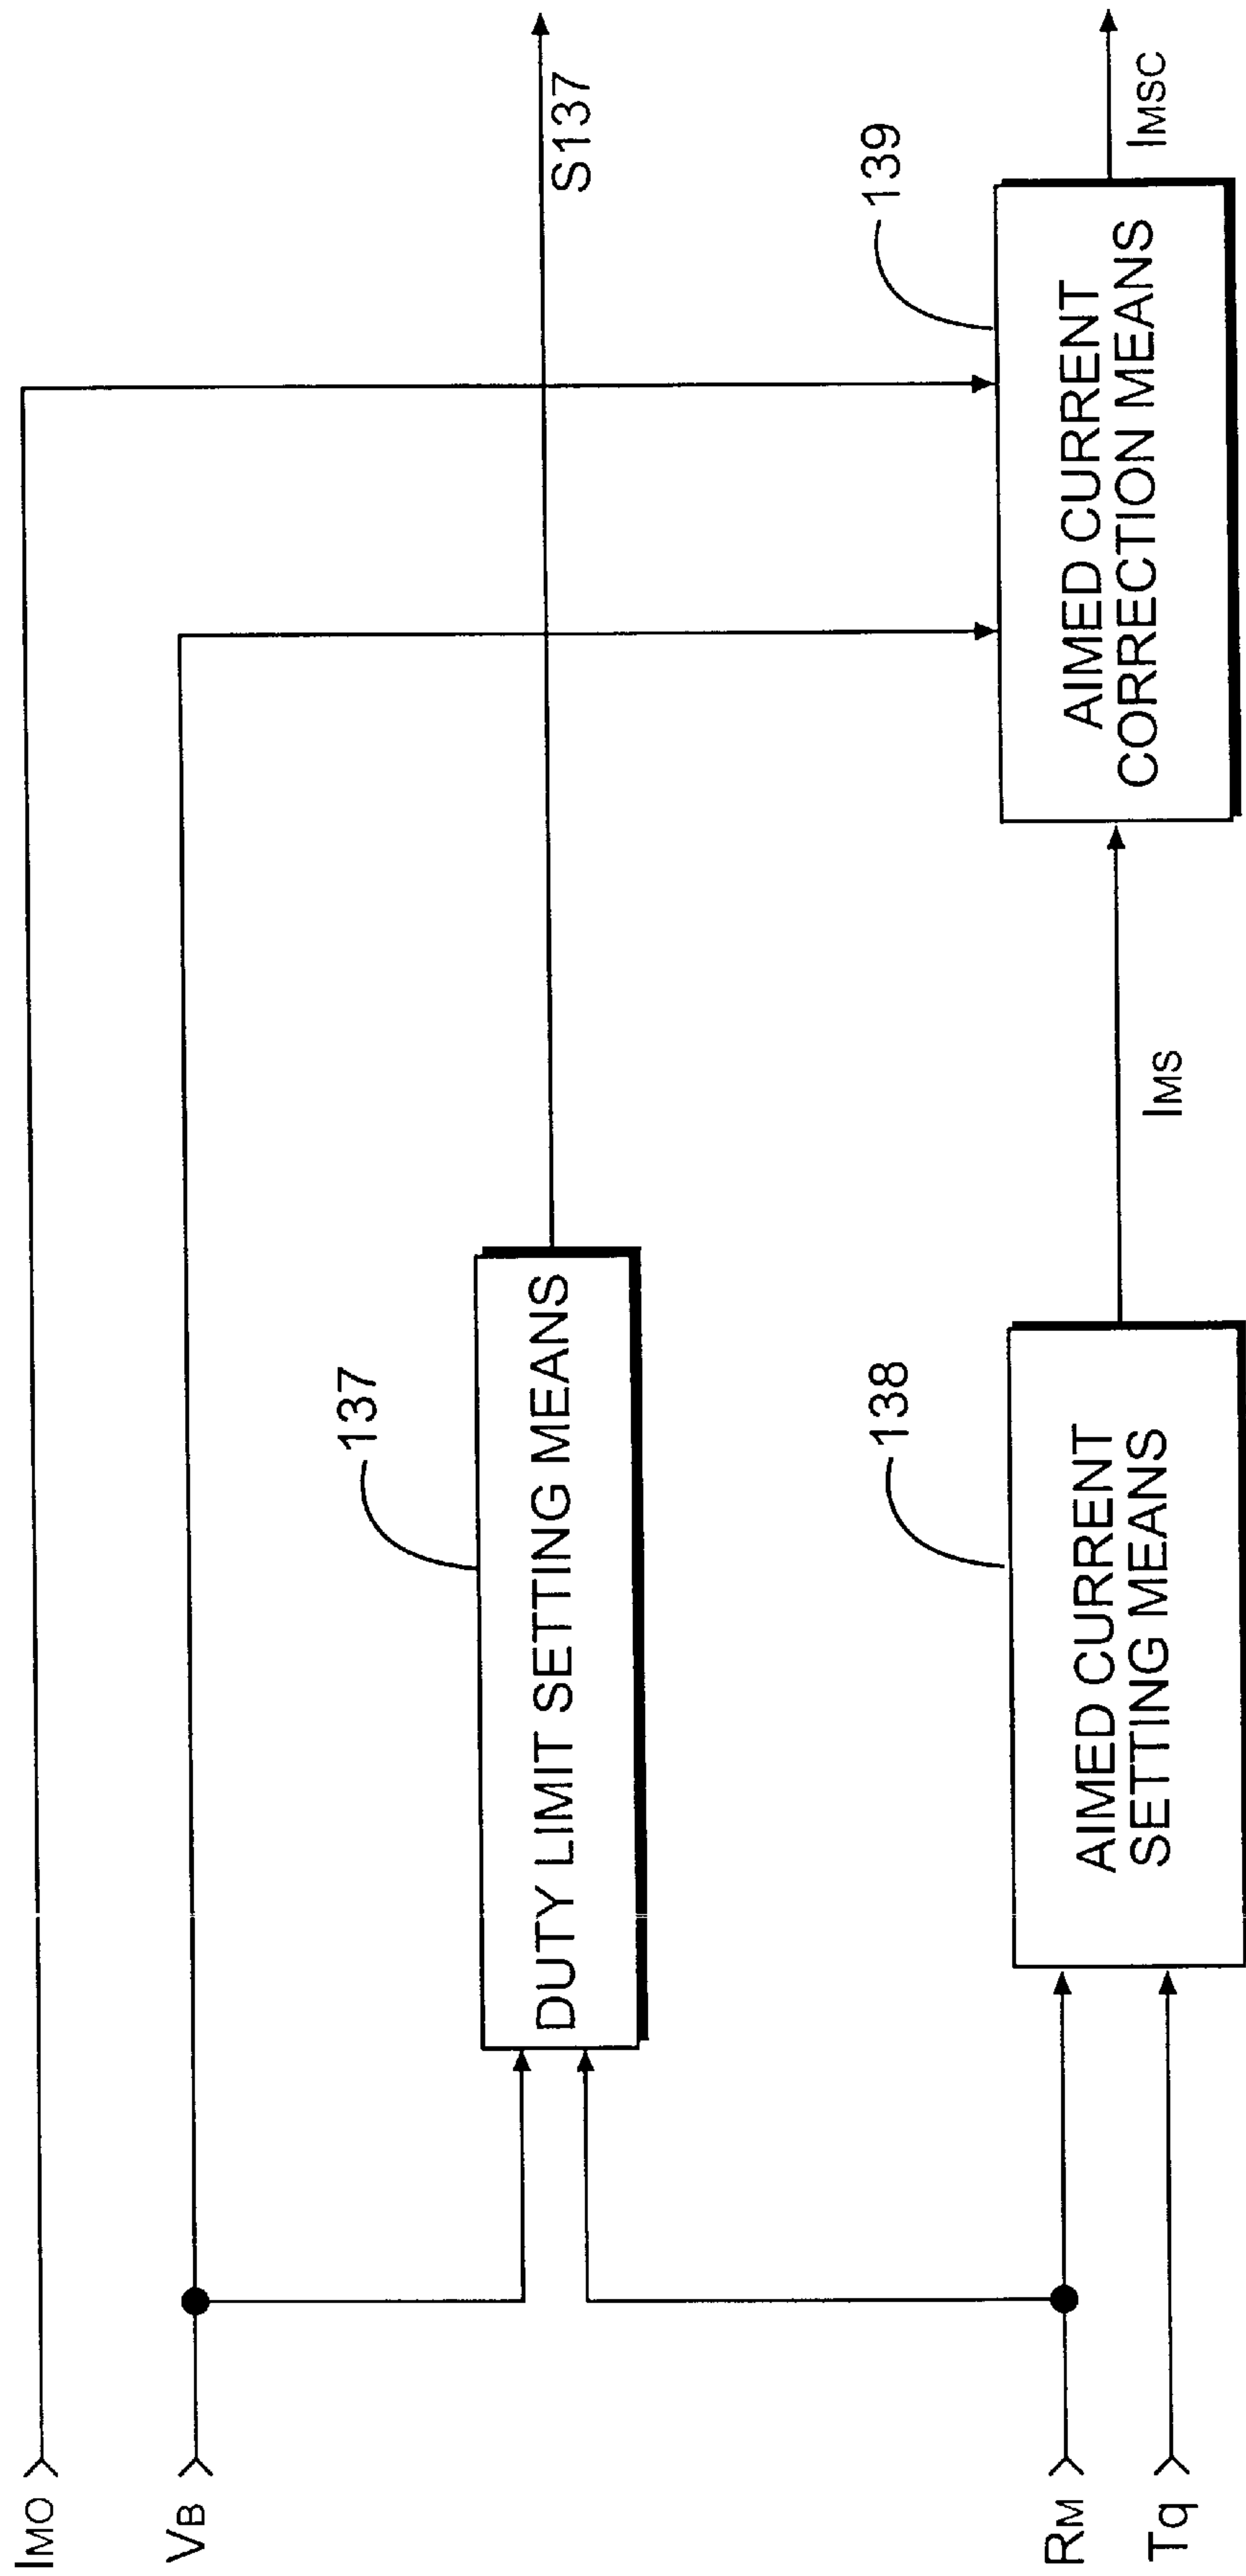 IMO
VB
137
DUTY LIMIT SETTING MEANS
S137
138
139
RM
Tq
AIMED CURRENT
SETTING MEANS
IMS
AIMED CURRENT
CORRECTION MEANS
IMSC